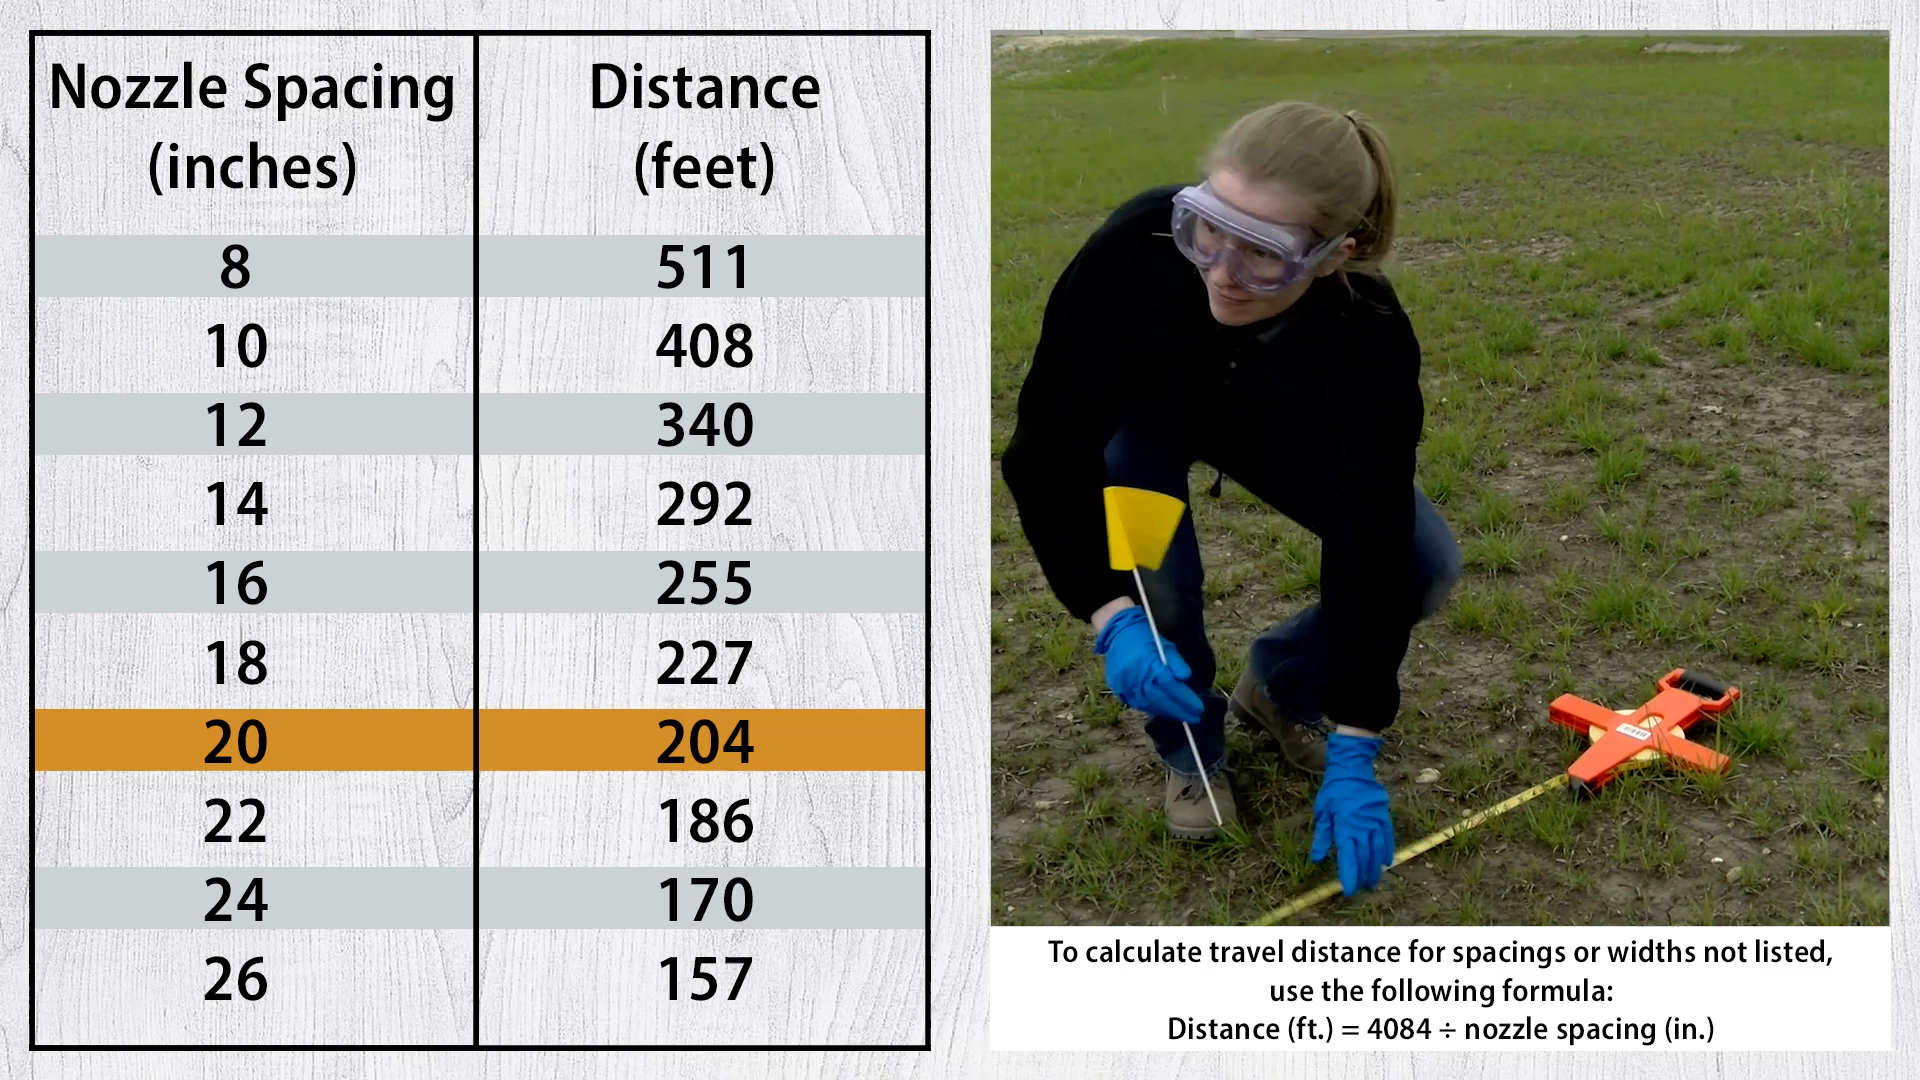 Nozzle Spacing (inches) Distance (feet)
8 511
10 408
12 340
14 292
16 255
18 227
20 204
22 186
24 170
26 157
To calculate travel distance for spacings or widths not listed,
use the following formula:
Distance (ft.) = 4084 ÷ nozzle spacing (in.)